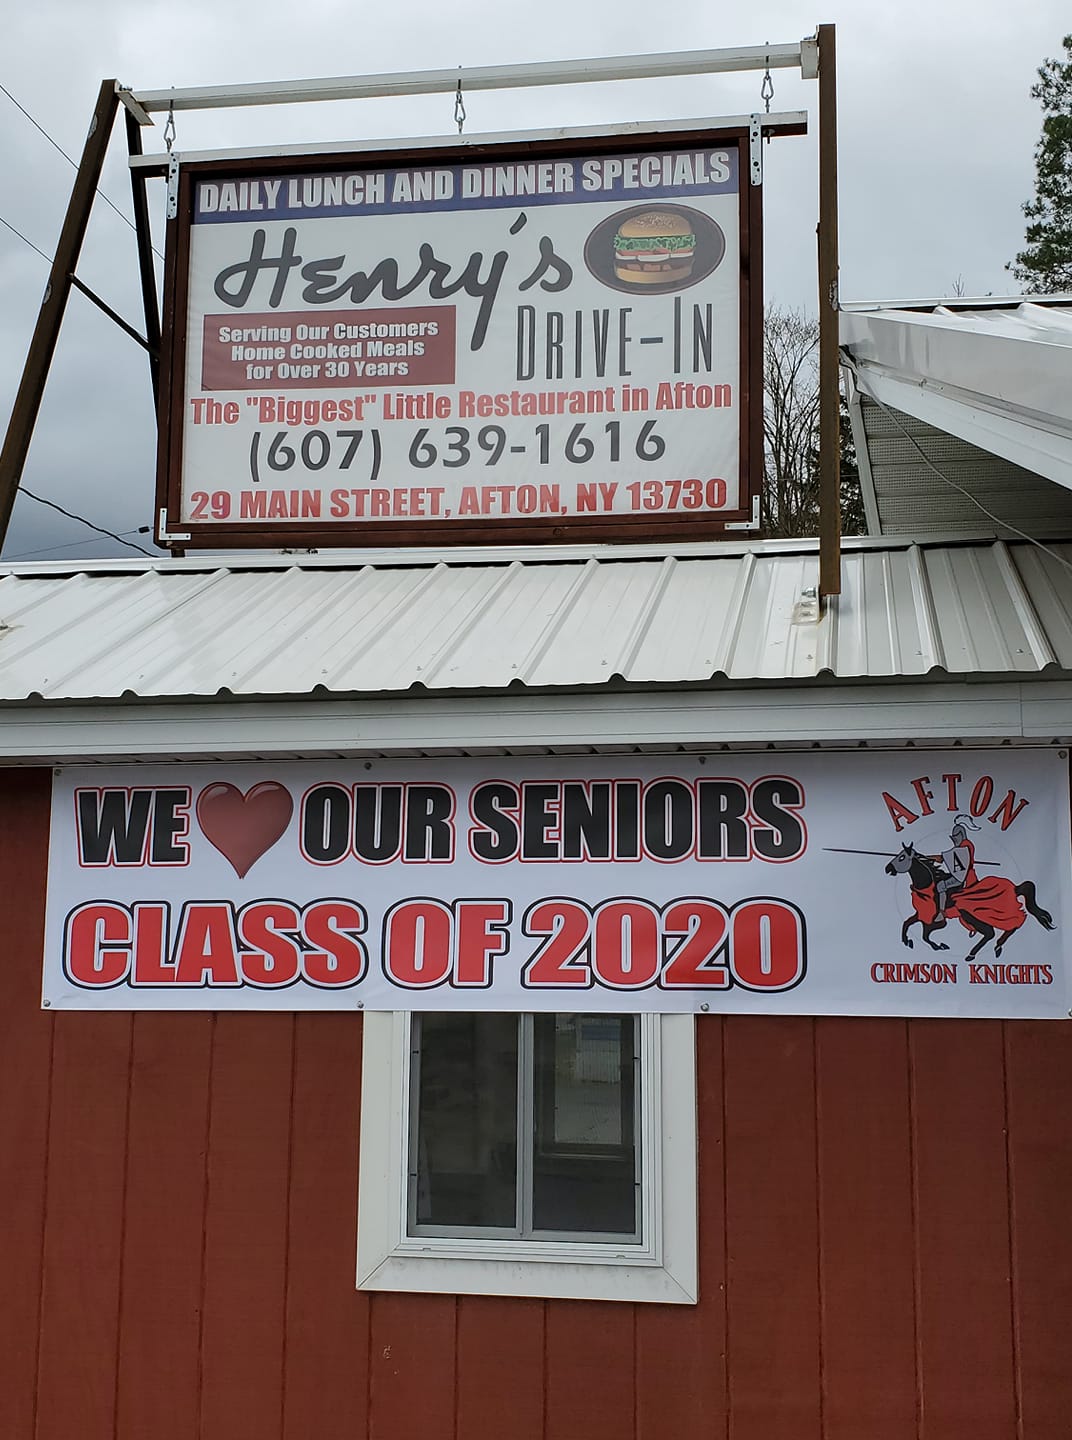 DAILY LUNCH AND DINNER SPECIALS
Henry's
DRIVE-IN
Serving Our Customers
Home Cooked Meals
for Over 30 Years
The "Biggest" Little Restaurant in Afton
(607) 639-1616
29 MAIN STREET, AFTON, NY 13730
WE OUR SENIORS
CLASS OF 2020
AFTON
A
CRIMSON KNIGHTS